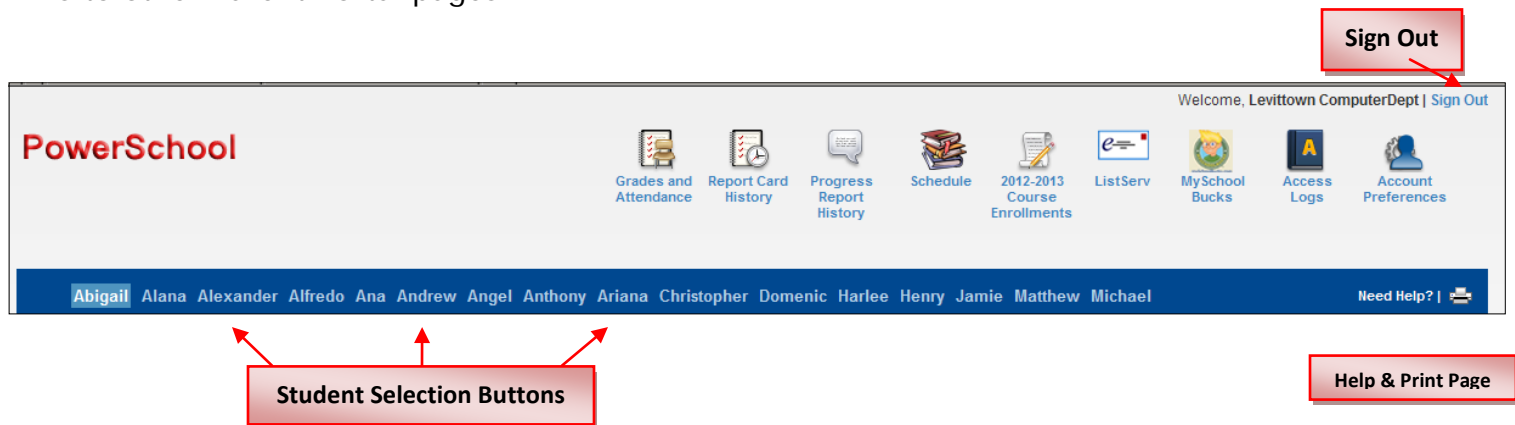 Sign Out
Welcome, Levittown ComputerDept | Sign Out
PowerSchool
Grades and Attendance
Report Card History
Progress Report History
Schedule
2012-2013 Course Enrollments
ListServ
MySchool Bucks
Access Logs
Account Preferences
Abigail Alana Alexander Alfredo Ana Andrew Angel Anthony Ariana Christopher Domenic Harlee Henry Jamie Matthew Michael Need Help? |
Student Selection Buttons
Help & Print Page